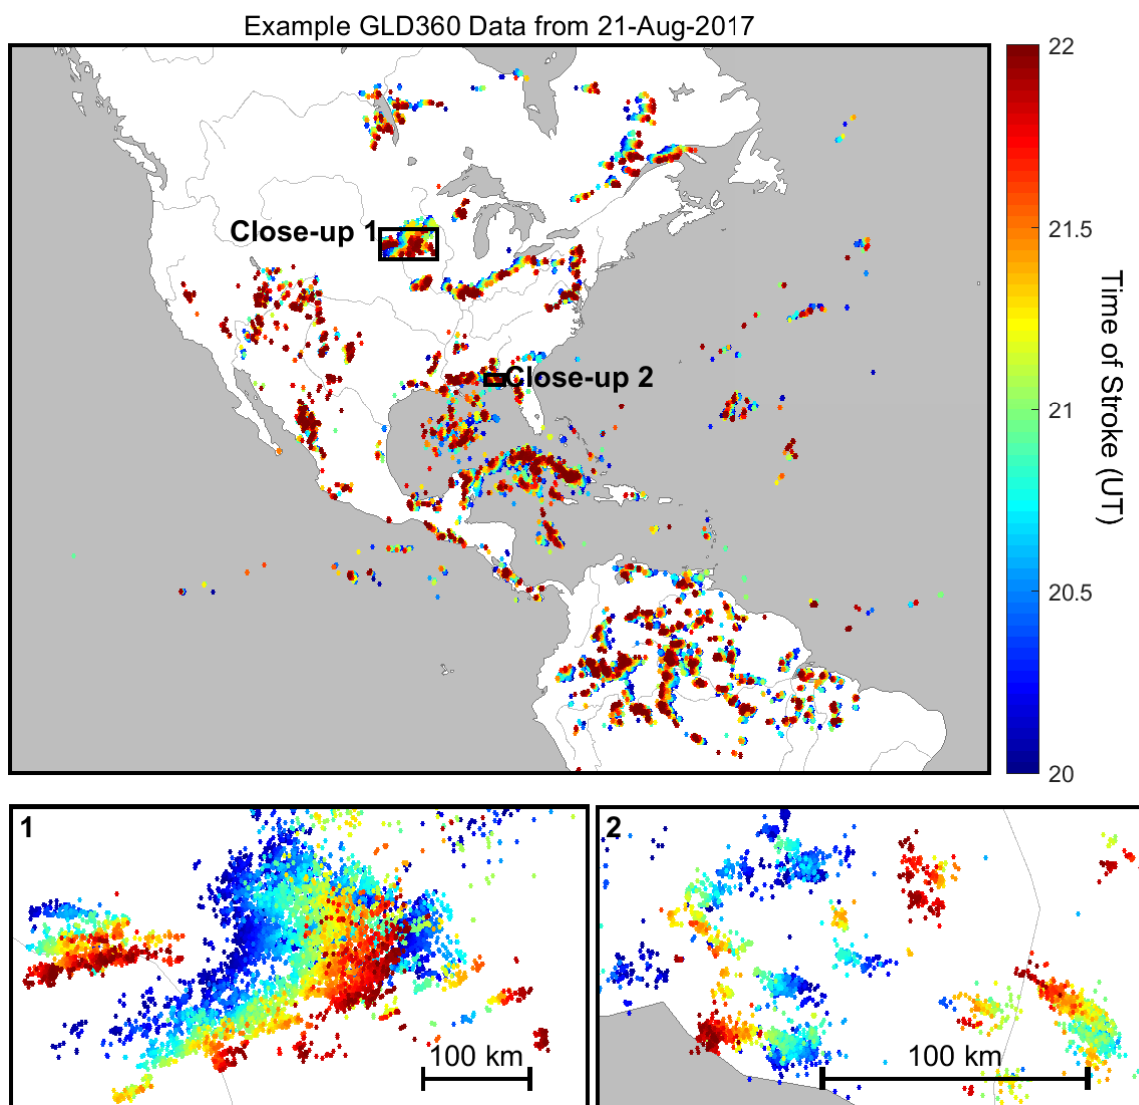 Example GLD360 Data from 21-Aug-2017
22
21.5
21
20.5
20
Time of Stroke (UT)
Close-up 1
Close-up 2
1
100 km
2
100 km